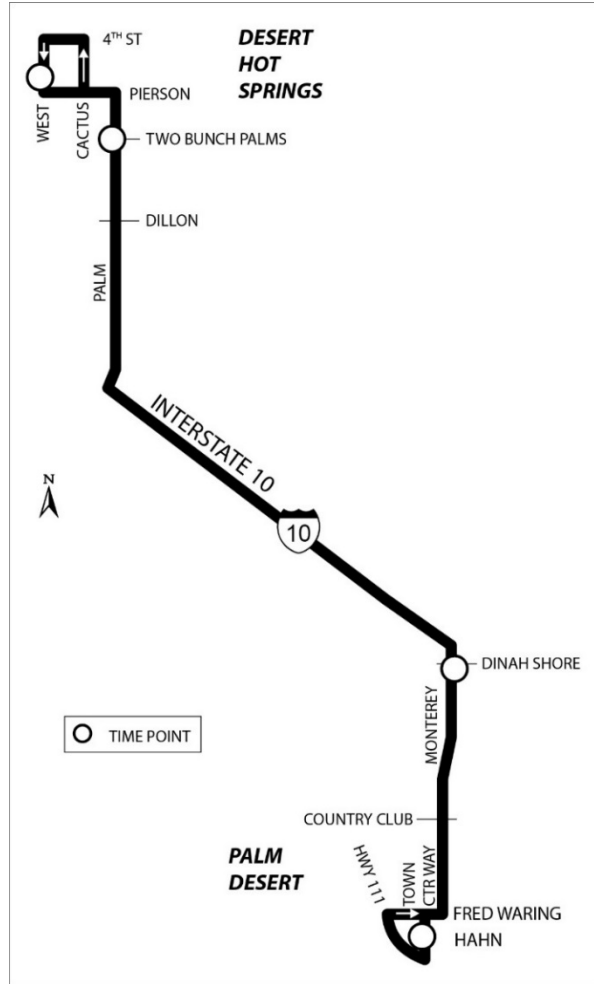 4TH ST
DESERT
HOT
SPRINGS
WEST
CACTUS
PIERSON
TWO BUNCH PALMS
DILLON
PALM
INTERSTATE 10
N
10
DINAH SHORE
MONTEREY
TIME POINT
COUNTRY CLUB
PALM
DESERT
HWY 111
TOWN
CTR WAY
FRED WARING
HAHN